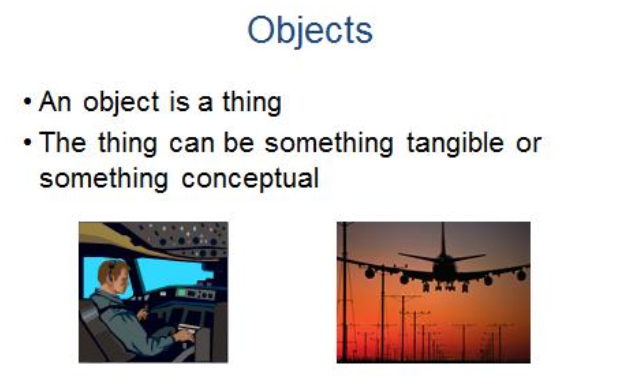 Objects
• An object is a thing
• The thing can be something tangible or
something conceptual